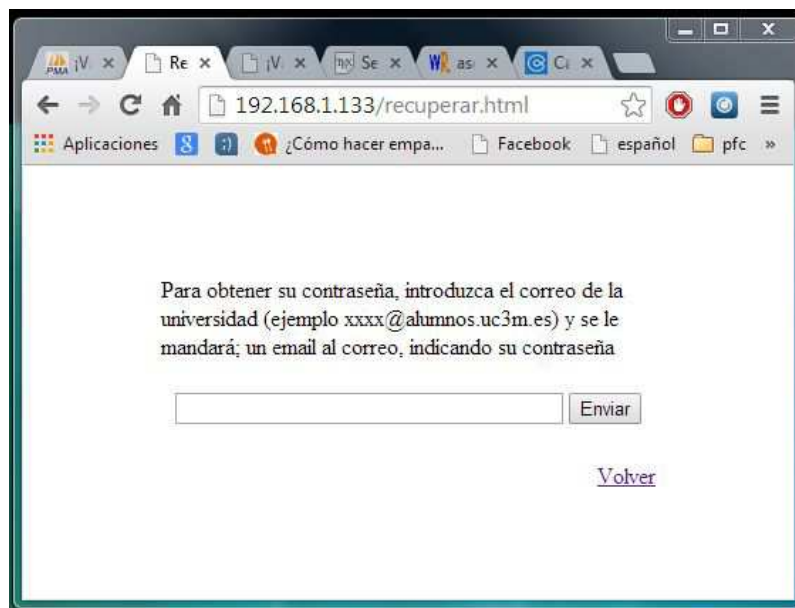 PMA ¡V
Re
¡V
Se
as
192.168.1.133/recuperar.html
Aplicaciones
¿Cómo hacer empa...
Facebook
español
pfc
»
Para obtener su contraseña, introduzca el correo de la
universidad (ejemplo xxxx@alumnos.uc3m.es) y se le
mandará; un email al correo, indicando su contraseña
Enviar
Volver